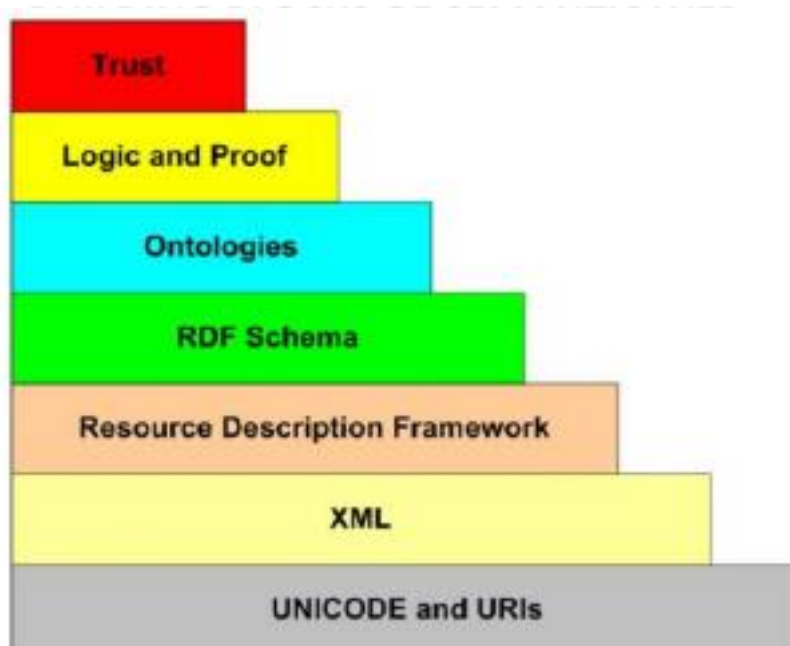 Trust
Logic and Proof
Ontologies
RDF Schema
Resource Description Framework
XML
UNICODE and URIs